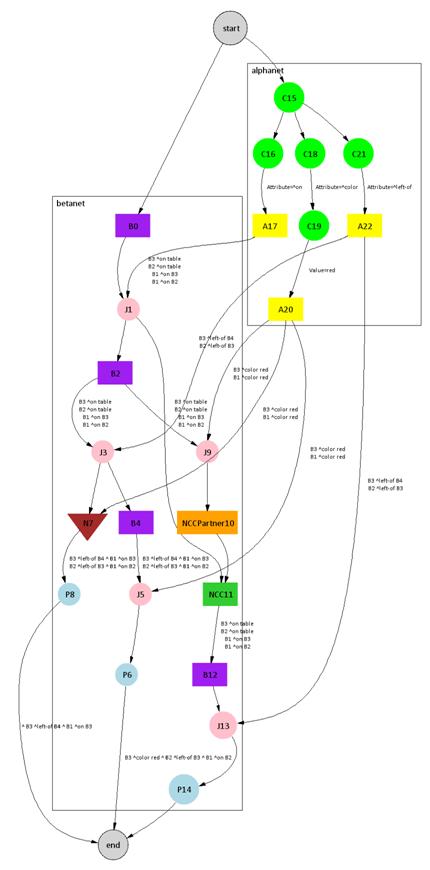 start
alphanet
C15
C16
C18
C21
Attribute=^on
Attribute=^color
Attribute=^left-of
betanet
B0
A17
C19
A22
B3 ^on table
B2 ^on table
B1 ^on B3
B1 ^on B2
Value=red
J1
A20
B3 ^left-of B4
B2 ^left-of B3
B2
B3 ^color red
B1 ^color red
B3 ^on table
B2 ^on table
B1 ^on B3
B1 ^on B2
B3 ^on table
B2 ^on table
B1 ^on B3
B1 ^on B2
B3 ^color red
B1 ^color red
J3
J9
B3 ^color red
B1 ^color red
B3 ^left-of B4
B2 ^left-of B3
N7
B4
NCCPartner10
B3 ^left-of B4 ^ B1 ^on B3
B2 ^left-of B3 ^ B1 ^on B2
B3 ^left-of B4 ^ B1 ^on B3
B2 ^left-of B3 ^ B1 ^on B2
P8
J5
NCC11
B3 ^on table
B2 ^on table
B1 ^on B3
B1 ^on B2
P6
B12
^ B3 ^left-of B4 ^ B1 ^on B3
J13
B3 ^color red ^ B2 ^left-of B3 ^ B1 ^on B2
P14
end